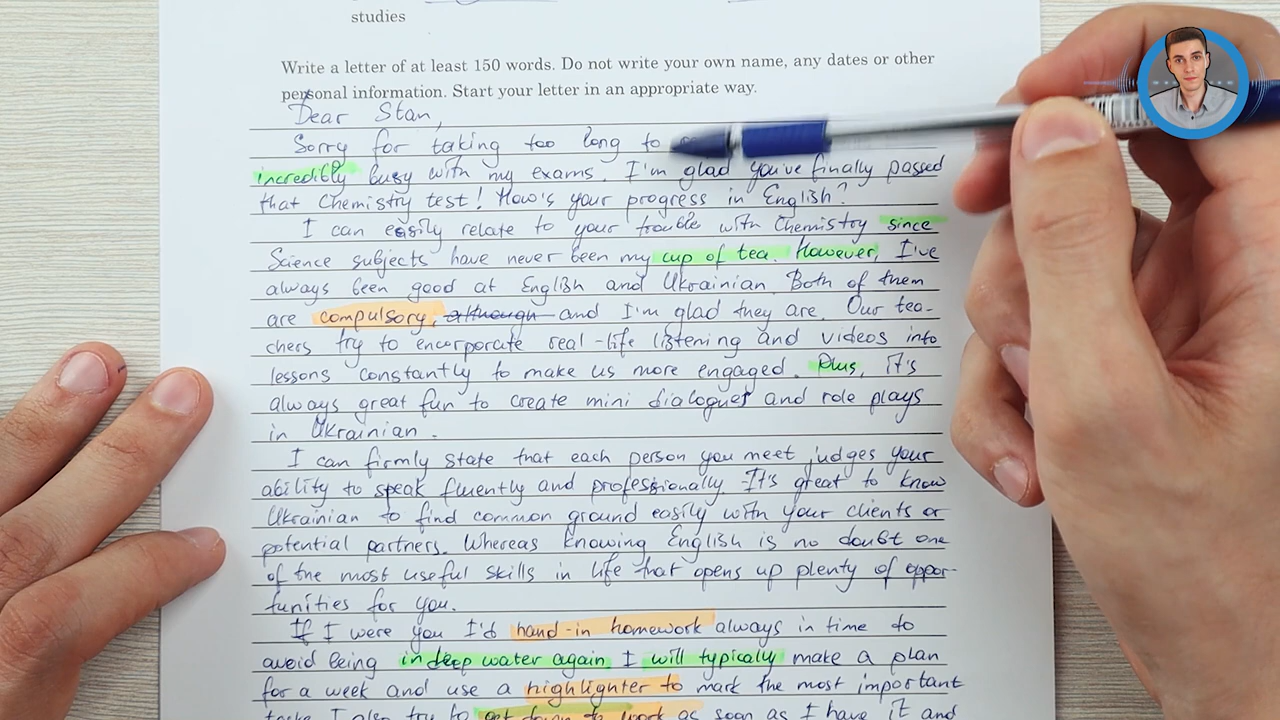 studies
Write a letter of at least 150 words. Do not write your own name, any dates or other
personal information. Start your letter in an appropriate way.
Dear Stan,
Sorry for taking too long to
incredibly busy with my exams. I'm glad you've finally passed
that Chemistry test! How's your progress in English?
I can easily relate to your trouble with Chemistry since
Science subjects have never been my cup of tea. However, I've
always been good at English and Ukrainian. Both of them
are compulsory, although and I'm glad they are. Our tea-
chers try to encorporate real-life listening and videos into
lessons constantly to make us more engaged. Plus, it's
always great fun to create mini dialogues and role plays
in Ukrainian.
I can firmly state that each person you meet judges your
ability to speak fluently and professionally. It's great to know
Ukrainian to find common ground easily with your clients or
potential partners. Whereas knowing English is no doubt one
of the most useful skills in life that opens up plenty of oppor-
tunities for you.
If I were you I'd hand-in homework always in time to
avoid being in deep water again. I will typically make a plan
for a week and use a highlighter to mark the most important
as soon as I have it and